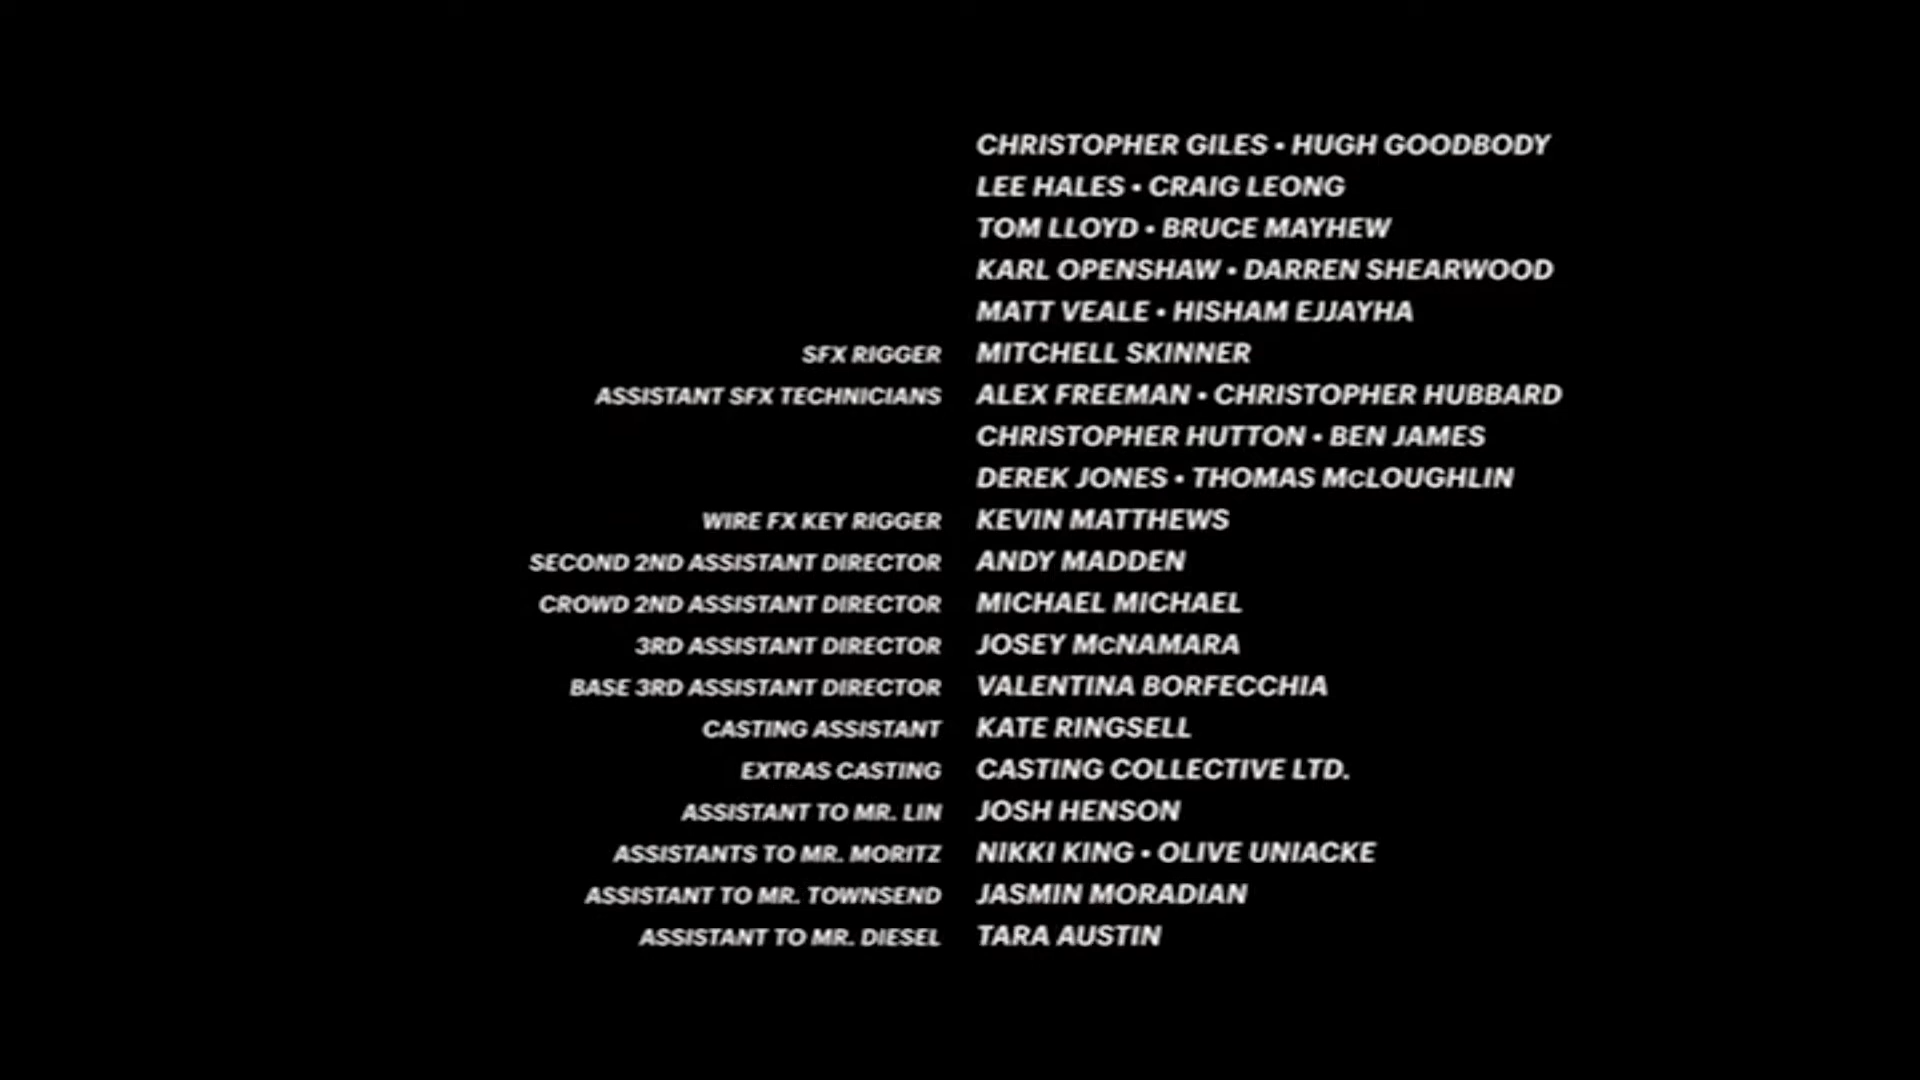 CHRISTOPHER GILES • HUGH GOODBODY
LEE HALES • CRAIG LEONG
TOM LLOYD • BRUCE MAYHEW
KARL OPENSHAW • DARREN SHEARWOOD
MATT VEALE • HISHAM EJJAYHA
SFX RIGGER MITCHELL SKINNER
ASSISTANT SFX TECHNICIANS ALEX FREEMAN • CHRISTOPHER HUBBARD
CHRISTOPHER HUTTON • BEN JAMES
DEREK JONES • THOMAS McLOUGHLIN
WIRE FX KEY RIGGER KEVIN MATTHEWS
SECOND 2ND ASSISTANT DIRECTOR ANDY MADDEN
CROWD 2ND ASSISTANT DIRECTOR MICHAEL MICHAEL
3RD ASSISTANT DIRECTOR JOSEY McNAMARA
BASE 3RD ASSISTANT DIRECTOR VALENTINA BORFECCHIA
CASTING ASSISTANT KATE RINGSELL
EXTRAS CASTING CASTING COLLECTIVE LTD.
ASSISTANT TO MR. LIN JOSH HENSON
ASSISTANTS TO MR. MORITZ NIKKI KING • OLIVE UNIACKE
ASSISTANT TO MR. TOWNSEND JASMIN MORADIAN
ASSISTANT TO MR. DIESEL TARA AUSTIN